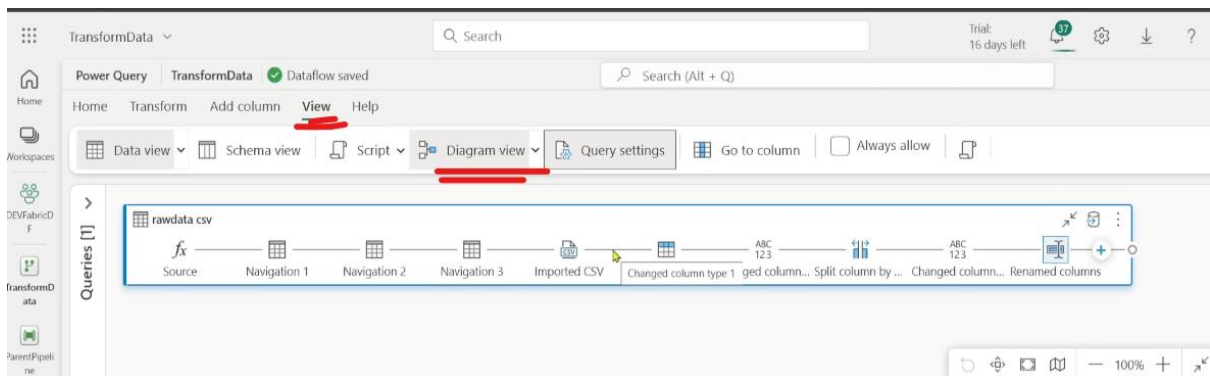 TransformData
Search
Trial:
16 days left
37
?
Home
Power Query TransformData Dataflow saved
Search (Alt + Q)
Home Transform Add column View Help
Workspaces
Data view Schema view Script Diagram view Query settings Go to column Always allow
DEVFabricD
F
Queries [1]
rawdata csv
fx
CSV
ABC
123
ABC
123
Source Navigation 1 Navigation 2 Navigation 3 Imported CSV Changed column type 1 ged column... Split column by ... Changed column... Renamed columns
TransformD
ata
ParentPipeli
ne
100%